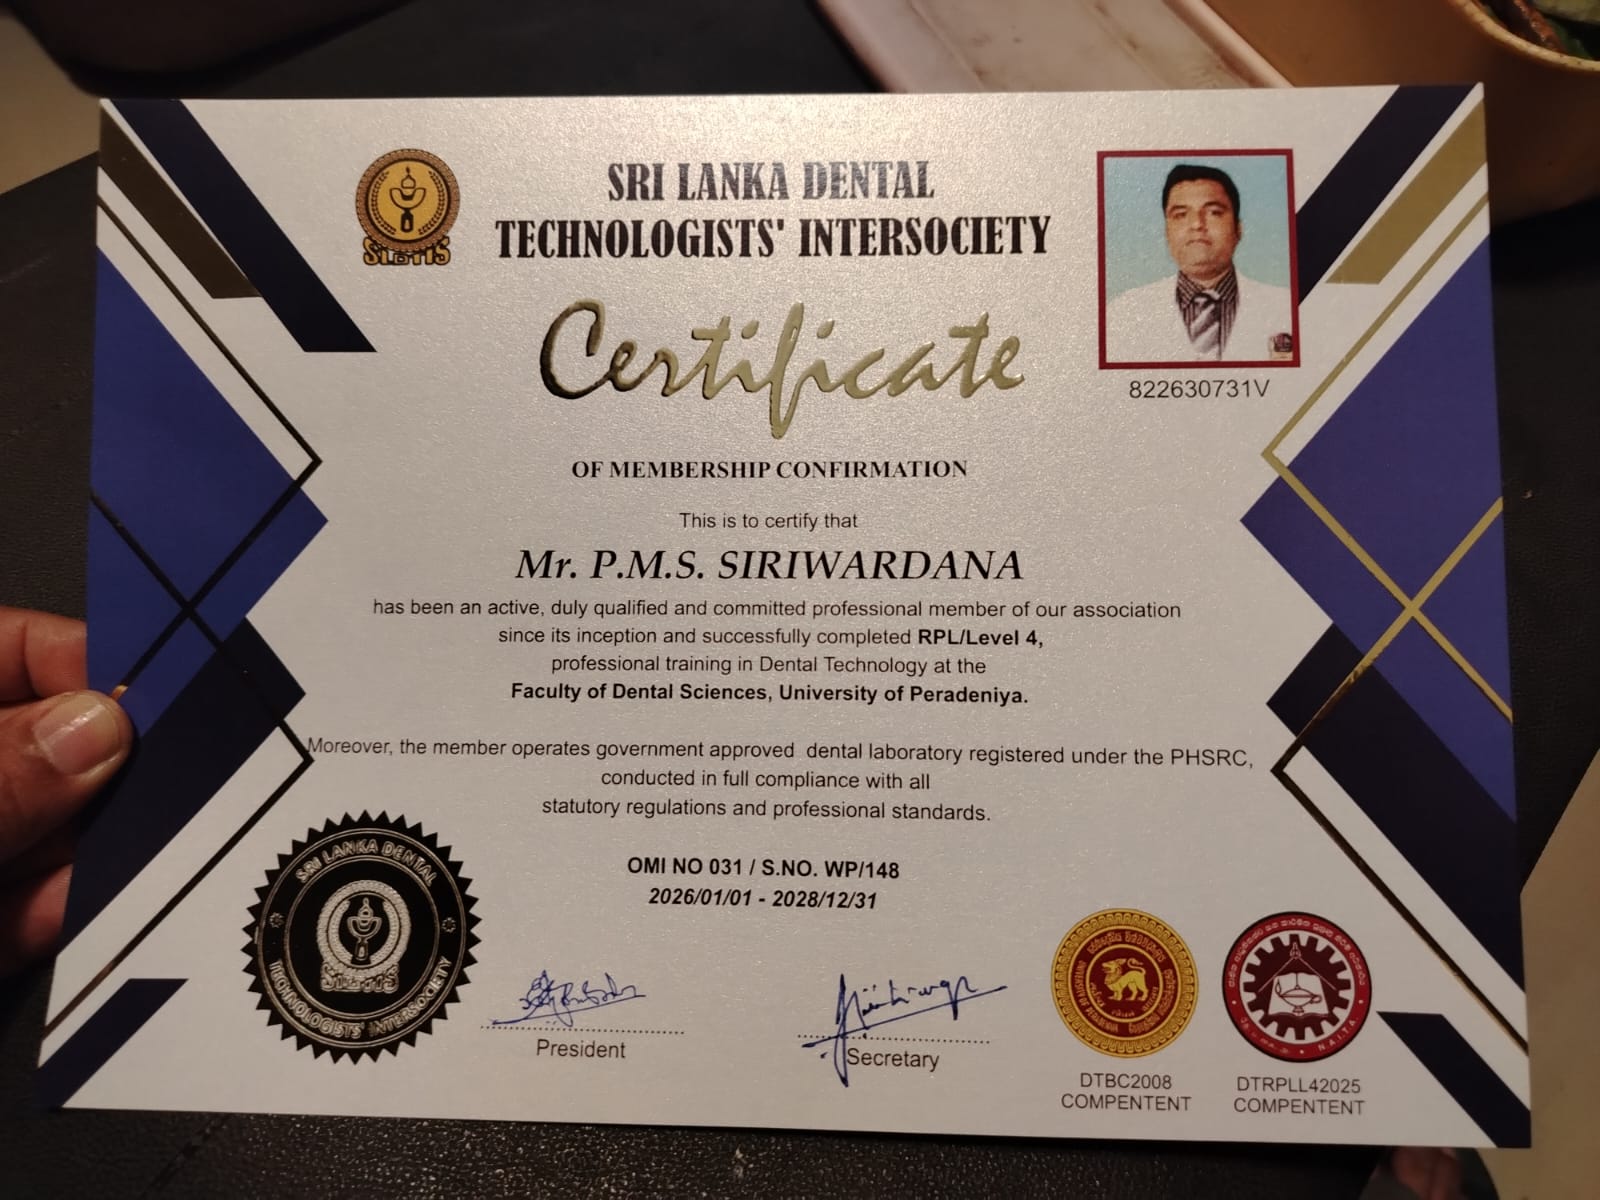 SLDTIS
SRI LANKA DENTAL
TECHNOLOGISTS' INTERSOCIETY
Certificate
822630731V
OF MEMBERSHIP CONFIRMATION
This is to certify that
Mr. P.M.S. SIRIWARDANA
has been an active, duly qualified and committed professional member of our association
since its inception and successfully completed RPL/Level 4,
professional training in Dental Technology at the
Faculty of Dental Sciences, University of Peradeniya.
Moreover, the member operates government approved dental laboratory registered under the PHSRC,
conducted in full compliance with all
statutory regulations and professional standards.
OMI NO 031 / S.NO. WP/148
2026/01/01 - 2028/12/31
SRI LANKA DENTAL
SLDTIS
TECHNOLOGISTS' INTERSOCIETY
President
Secretary
UNIVERSITY OF PERADENIYA
DTBC2008
COMPENTENT
N.A.I.T.A.
DTRPLL42025
COMPENTENT